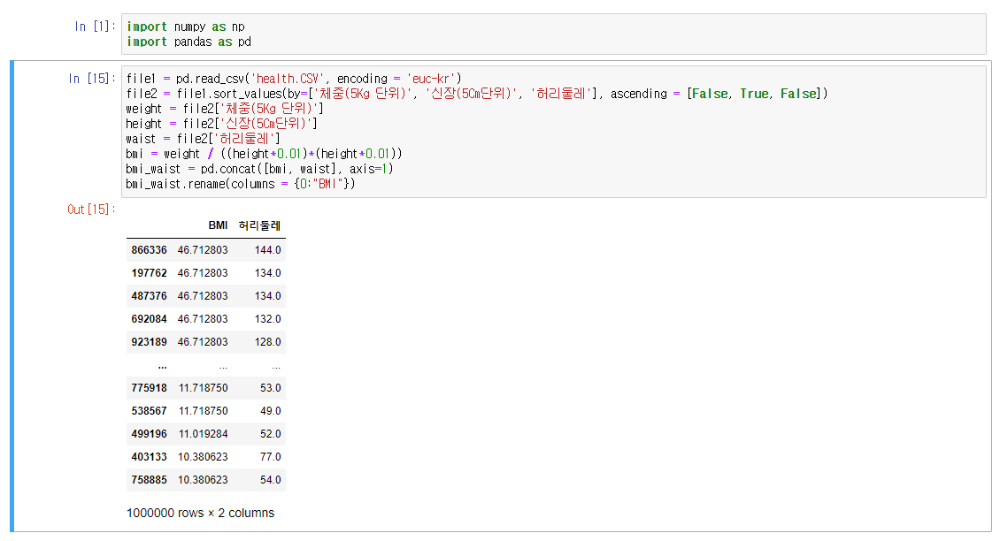 In [1]: import numpy as np
import pandas as pd
In [15]: file1 = pd.read_csv('health.CSV', encoding = 'euc-kr')
file2 = file1.sort_values(by=['체중(5Kg 단위)', '신장(5Cm단위)', '허리둘레'], ascending = [False, True, False])
weight = file2['체중(5Kg 단위)']
height = file2['신장(5Cm단위)']
waist = file2['허리둘레']
bmi = weight / ((height*0.01)*(height*0.01))
bmi_waist = pd.concat([bmi, waist], axis=1)
bmi_waist.rename(columns = {0:"BMI"})
Out[15]:
BMI 허리둘레
866336 46.712803 144.0
197762 46.712803 134.0
487376 46.712803 134.0
692084 46.712803 132.0
923189 46.712803 128.0
... ... ...
775918 11.718750 53.0
538567 11.718750 49.0
499196 11.019284 52.0
403133 10.380623 77.0
758885 10.380623 54.0
1000000 rows × 2 columns